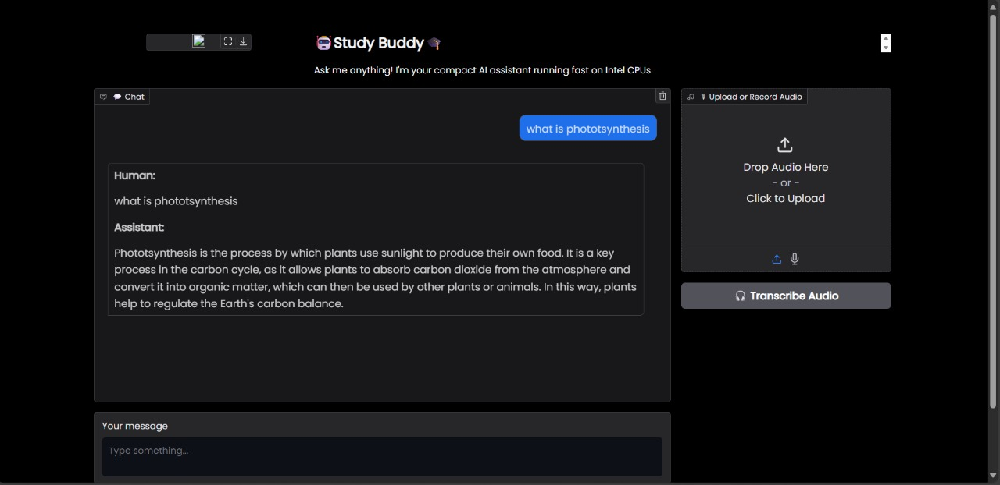 Study Buddy
Ask me anything! I'm your compact AI assistant running fast on Intel CPUs.
Chat
what is phototsynthesis
Human:
what is phototsynthesis
Assistant:
Phototsynthesis is the process by which plants use sunlight to produce their own food. It is a key
process in the carbon cycle, as it allows plants to absorb carbon dioxide from the atmosphere and
convert it into organic matter, which can then be used by other plants or animals. In this way, plants
help to regulate the Earth's carbon balance.
Your message
Type something...
Upload or Record Audio
Drop Audio Here
- or -
Click to Upload
Transcribe Audio